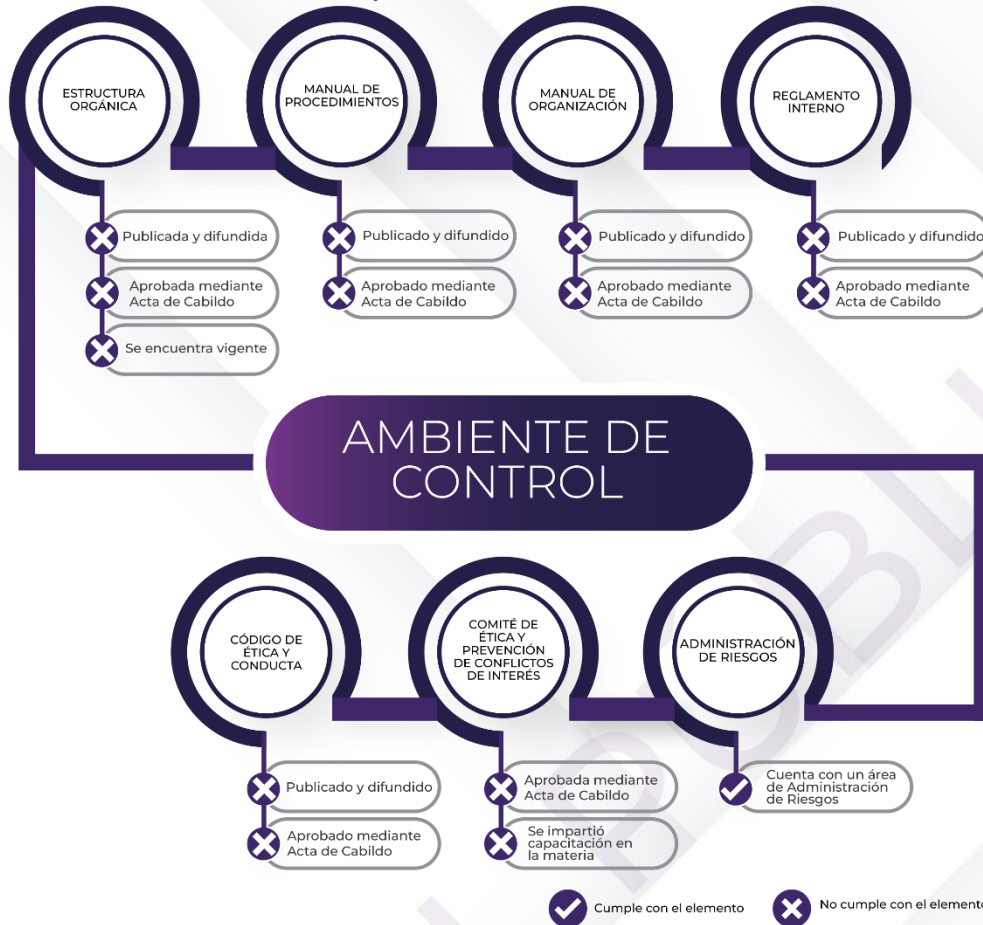 ESTRUCTURA
ORGÁNICA
Publicada y difundida
Aprobada mediante
Acta de Cabildo
Se encuentra vigente
MANUAL DE
PROCEDIMIENTOS
Publicado y difundido
Aprobado mediante
Acta de Cabildo
MANUAL DE
ORGANIZACIÓN
Publicado y difundido
Aprobado mediante
Acta de Cabildo
REGLAMENTO
INTERNO
Publicado y difundido
Aprobado mediante
Acta de Cabildo
AMBIENTE DE
CONTROL
CÓDIGO DE
ÉTICA Y
CONDUCTA
Publicado y difundido
Aprobado mediante
Acta de Cabildo
COMITÉ DE
ÉTICA Y
PREVENCIÓN
DE CONFLICTOS
DE INTERÉS
Aprobada mediante
Acta de Cabildo
Se impartió
capacitación en
la materia
ADMINISTRACIÓN
DE RIESGOS
Cuenta con un área
de Administración
de Riesgos
Cumple con el elemento
No cumple con el elemento